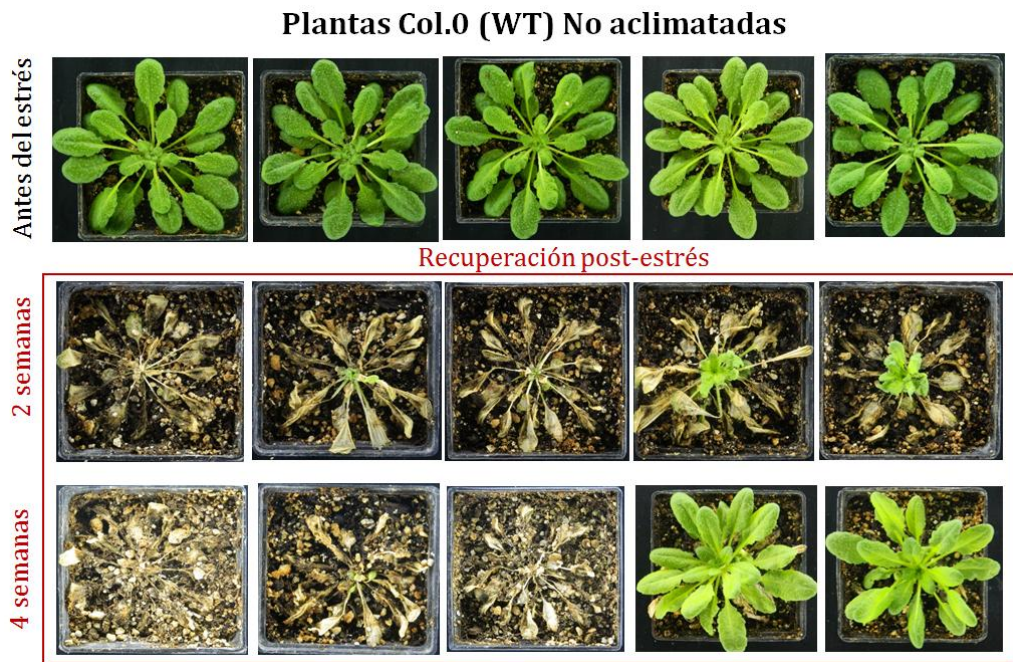 Plantas Col.0 (WT) No aclimatadas
Antes del estrés
Recuperación post-estrés
2 semanas
4 semanas